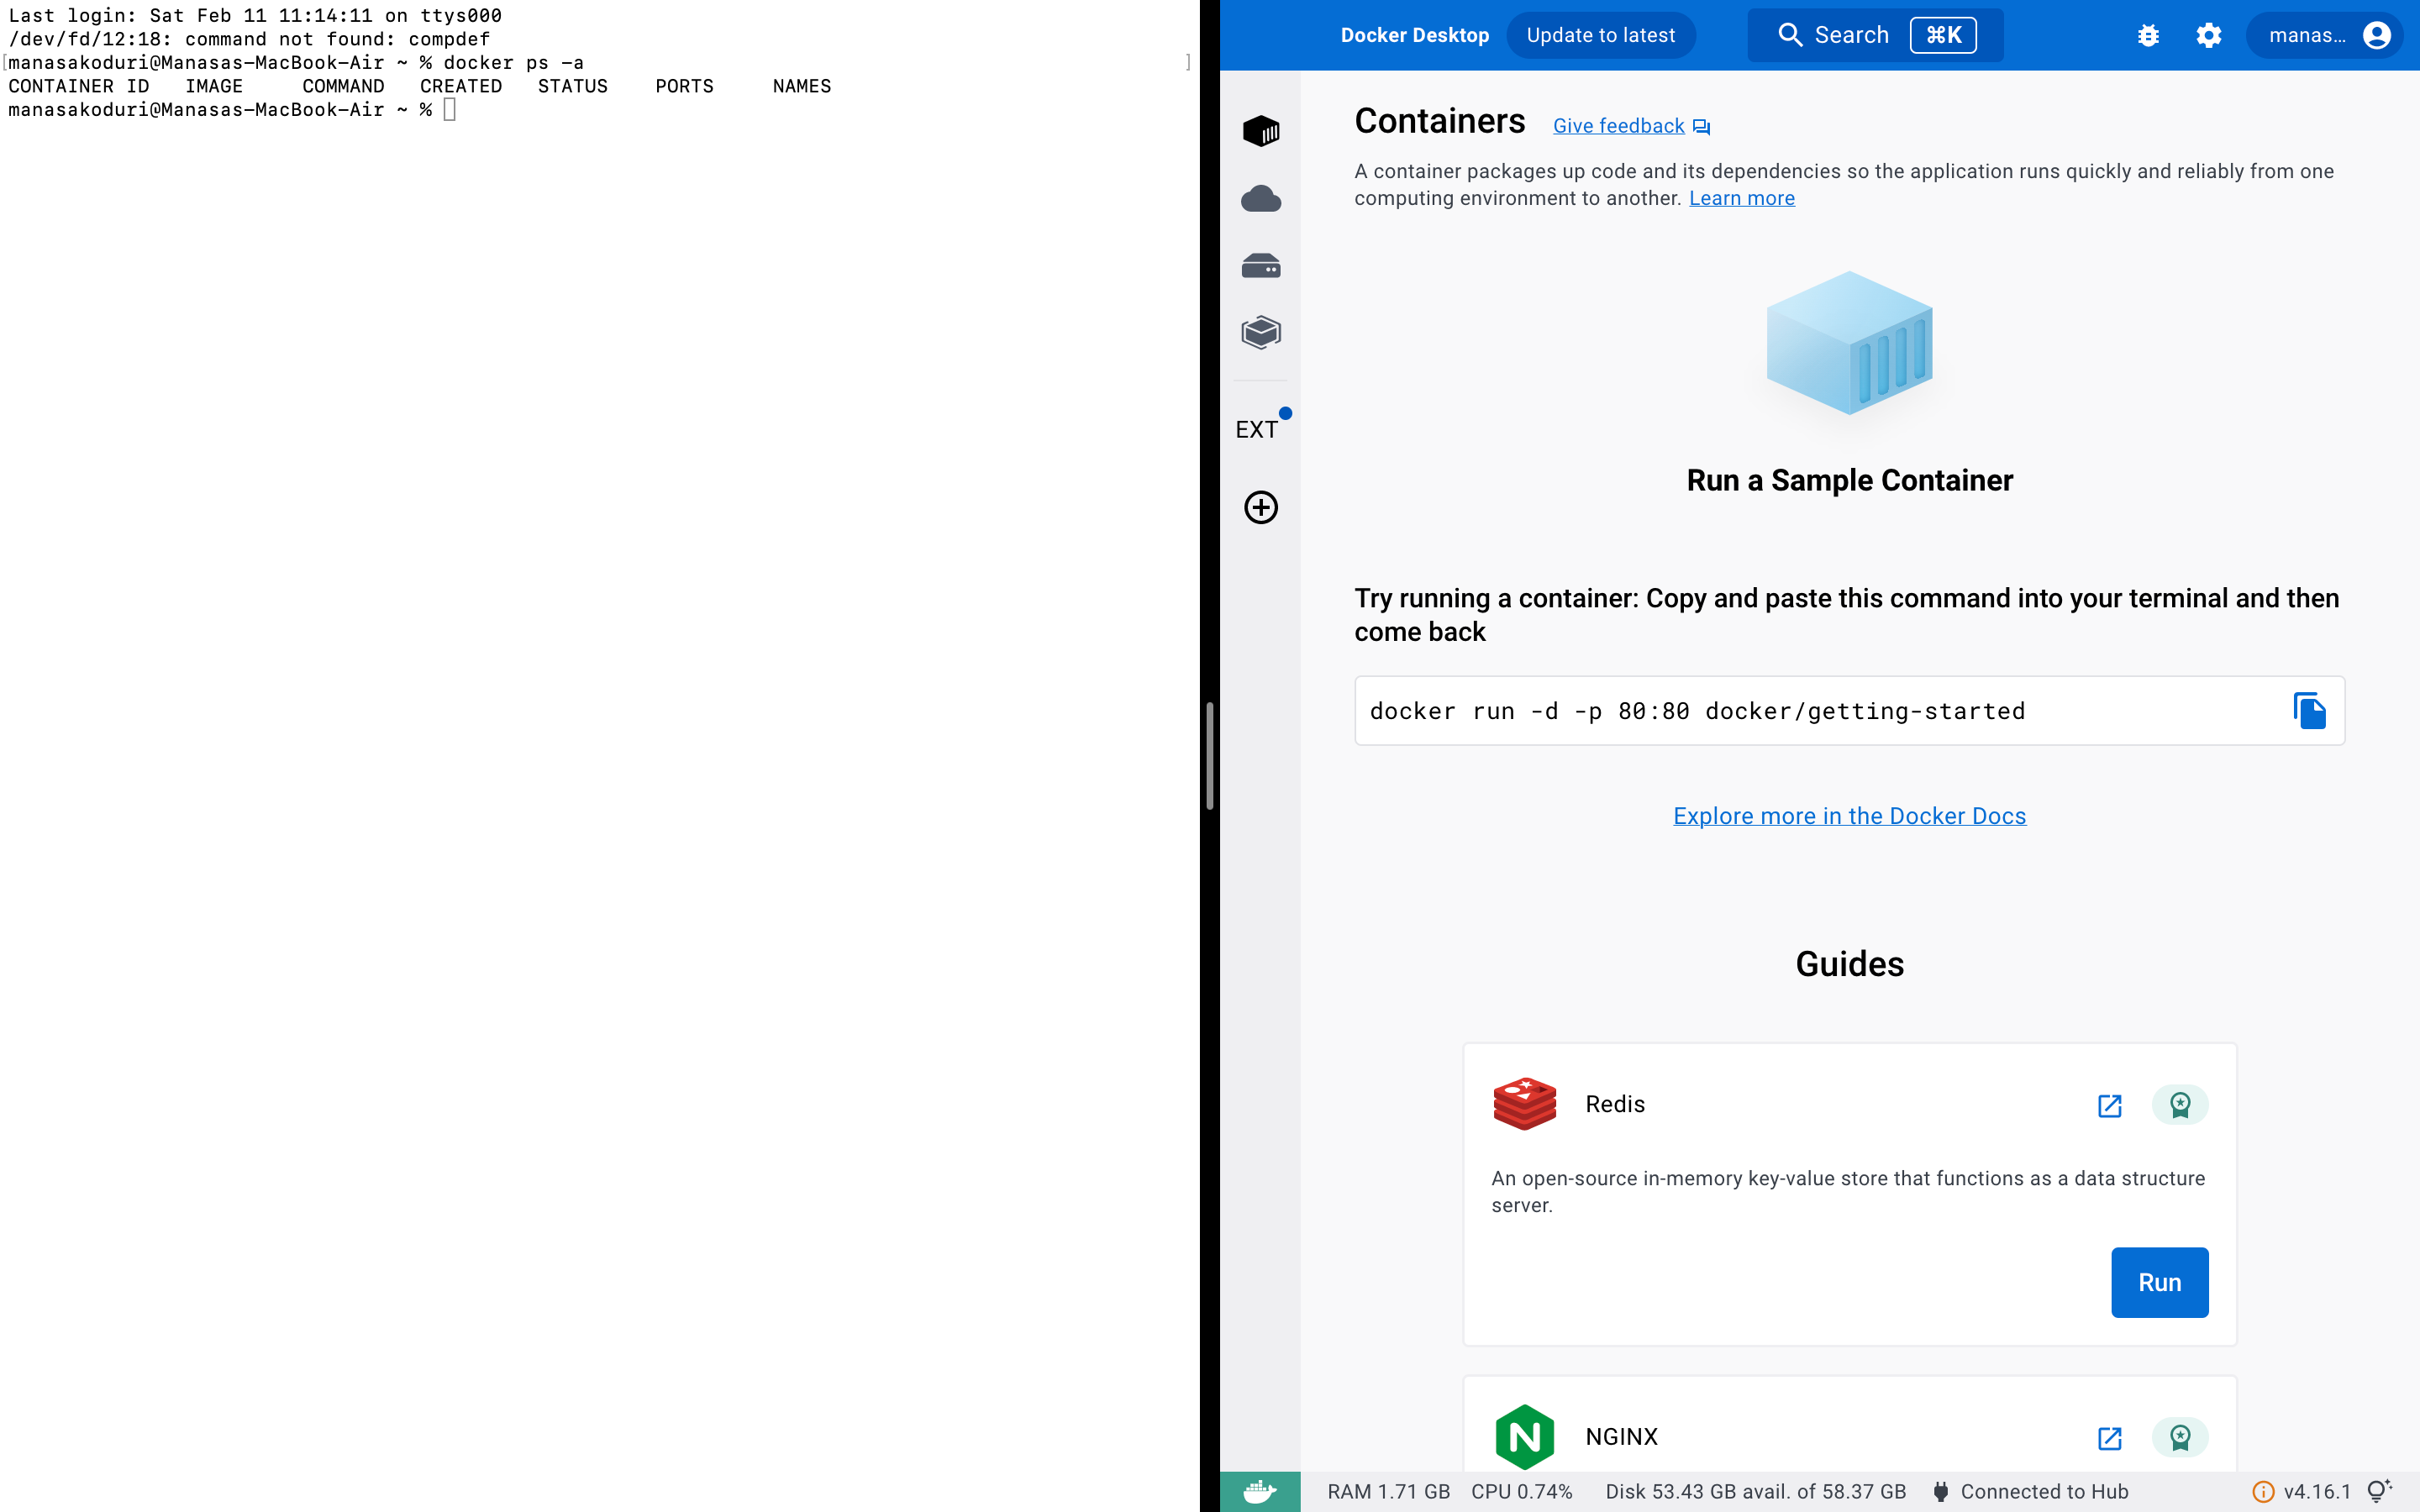 Last login: Sat Feb 11 11:14:11 on ttys000
/dev/fd/12:18: command not found: compdef
[manasakoduri@Manasas-MacBook-Air ~ % docker ps -a ]
CONTAINER ID   IMAGE     COMMAND   CREATED   STATUS    PORTS     NAMES
manasakoduri@Manasas-MacBook-Air ~ %
Docker Desktop Update to latest Search ⌘K manas...
Containers Give feedback
A container packages up code and its dependencies so the application runs quickly and reliably from one
computing environment to another. Learn more
EXT
Run a Sample Container
Try running a container: Copy and paste this command into your terminal and then
come back
docker run -d -p 80:80 docker/getting-started
Explore more in the Docker Docs
Guides
Redis
An open-source in-memory key-value store that functions as a data structure
server.
Run
N NGINX
RAM 1.71 GB CPU 0.74% Disk 53.43 GB avail. of 58.37 GB Connected to Hub v4.16.1